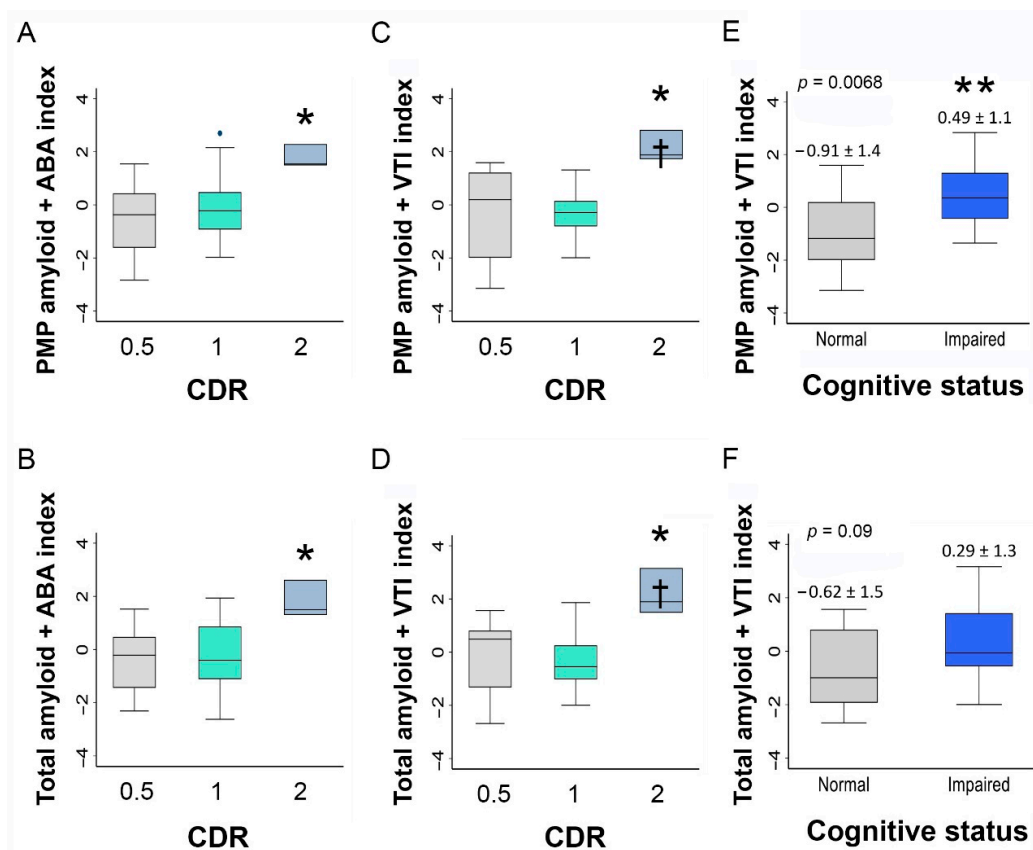 A
PMP amyloid + ABA index
4
2
0
−2
−4
*
0.5 1 2
CDR
C
PMP amyloid + VTI index
4
2
0
−2
−4
*
†
0.5 1 2
CDR
E
PMP amyloid + VTI index
4
2
0
−2
−4
p = 0.0068
**
−0.91 ± 1.4
0.49 ± 1.1
Normal Impaired
Cognitive status
B
Total amyloid + ABA index
4
2
0
−2
−4
*
0.5 1 2
CDR
D
Total amyloid + VTI index
4
2
0
−2
−4
*
†
0.5 1 2
CDR
F
Total amyloid + VTI index
4
2
0
−2
−4
p = 0.09
−0.62 ± 1.5
0.29 ± 1.3
Normal Impaired
Cognitive status